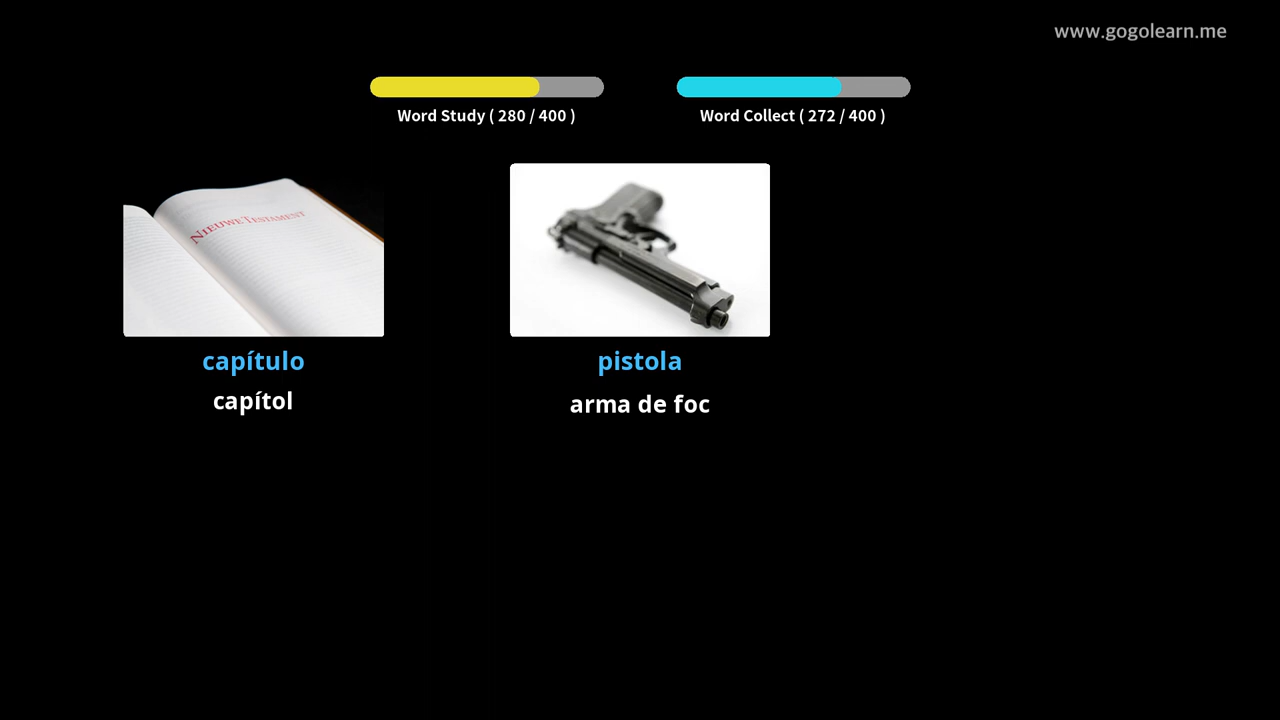 www.gogolearn.me
Word Study ( 280 / 400 )
Word Collect ( 272 / 400 )
NIEUWE TESTAMENT
capítulo
capítol
pistola
arma de foc